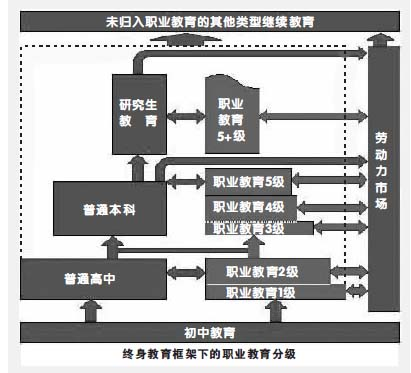 未归入职业教育的其他类型继续教育
研究生
教 育
职业
教育
5+级
劳动力市场
普通本科
职业教育5级
职业教育4级
职业教育3级
普通高中
职业教育2级
职业教育1级
初中教育
终身教育框架下的职业教育分级